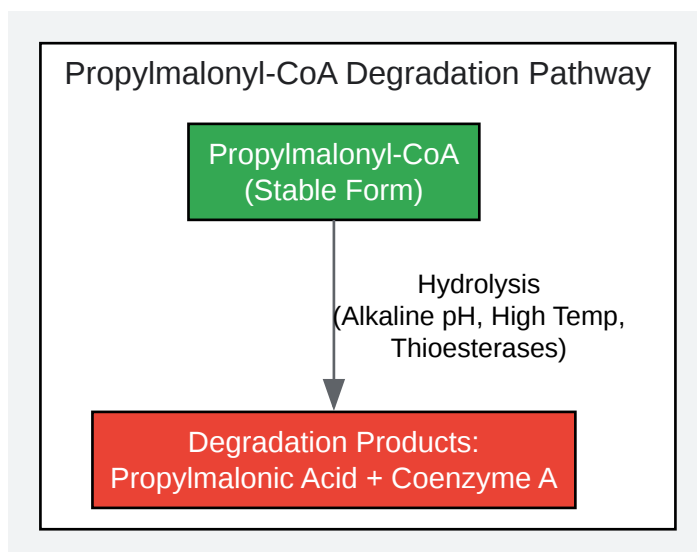 Propylmalonyl-CoA Degradation Pathway
Propylmalonyl-CoA
(Stable Form)
Hydrolysis
(Alkaline pH, High Temp,
Thioesterases)
Degradation Products:
Propylmalonic Acid + Coenzyme A